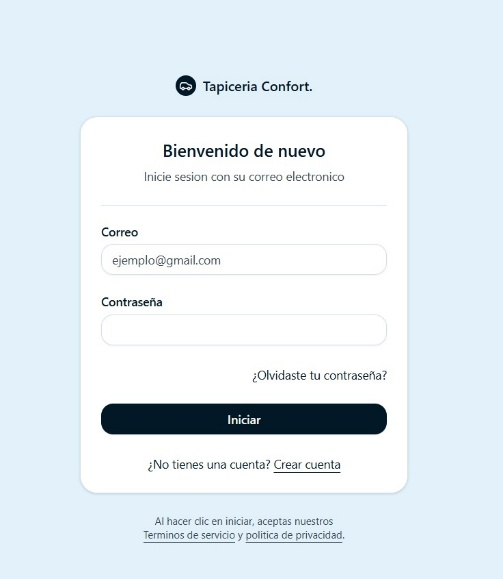 Tapiceria Confort.
Bienvenido de nuevo
Inicie sesion con su correo electronico
Correo
ejemplo@gmail.com
Contraseña
¿Olvidaste tu contraseña?
Iniciar
¿No tienes una cuenta? Crear cuenta
Al hacer clic en iniciar, aceptas nuestros
Terminos de servicio y politica de privacidad.